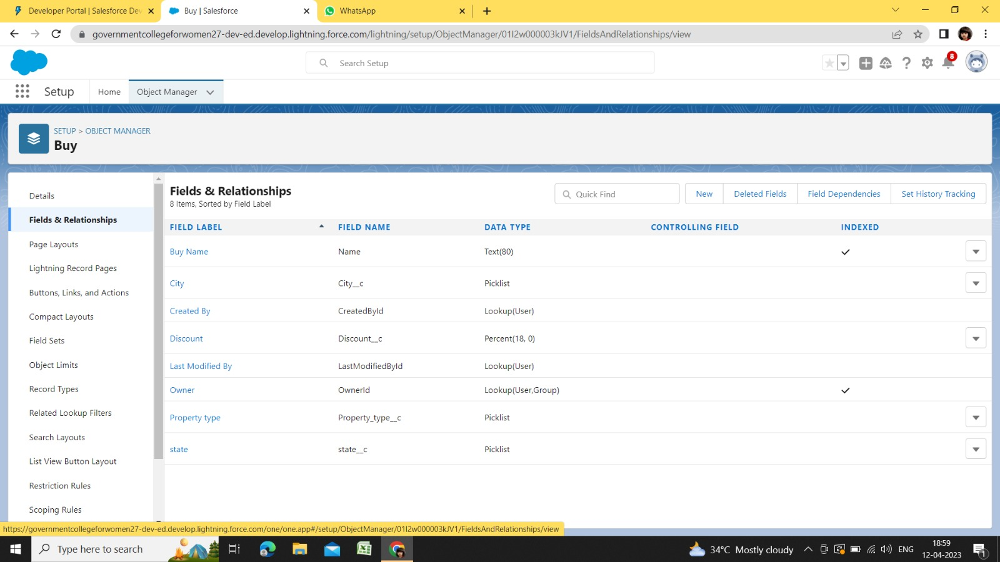 Developer Portal | Salesforce Dev
Buy | Salesforce
WhatsApp
governmentcollegeforwomen27-dev-ed.develop.lightning.force.com/lightning/setup/ObjectManager/01I2w000003kJV1/FieldsAndRelationships/view
Search Setup
8
Setup
Home
Object Manager
SETUP > OBJECT MANAGER
Buy
Details
Fields & Relationships
Page Layouts
Lightning Record Pages
Buttons, Links, and Actions
Compact Layouts
Field Sets
Object Limits
Record Types
Related Lookup Filters
Search Layouts
List View Button Layout
Restriction Rules
Scoping Rules
Fields & Relationships
8 Items, Sorted by Field Label
Quick Find
New
Deleted Fields
Field Dependencies
Set History Tracking
FIELD LABEL FIELD NAME DATA TYPE CONTROLLING FIELD INDEXED
Buy Name Name Text(80)
City City__c Picklist
Created By CreatedById Lookup(User)
Discount Discount__c Percent(18, 0)
Last Modified By LastModifiedById Lookup(User)
Owner OwnerId Lookup(User,Group)
Property type Property_type__c Picklist
state state__c Picklist
https://governmentcollegeforwomen27-dev-ed.develop.lightning.force.com/one/one.app#/setup/ObjectManager/01I2w000003kJV1/FieldsAndRelationships/view
Type here to search
34°C Mostly cloudy
ENG
18:59
12-04-2023
1